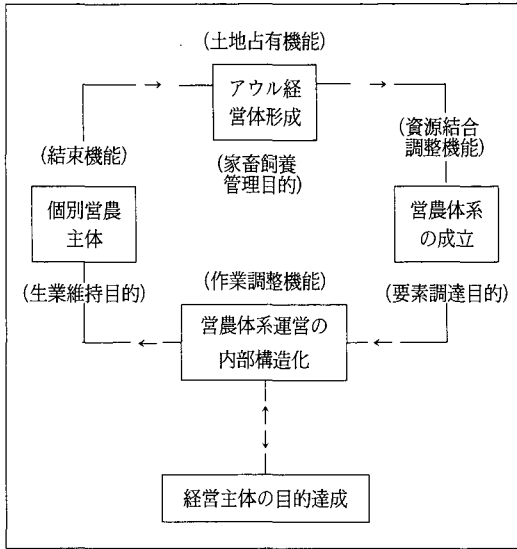 (土地占有機能)
→
→
アウル経
営体形成
(資源結合
調整機能)
(結束機能)
(家畜飼養
管理目的)
個別営農
主体
営農体系
の成立
(生業維持目的)
(作業調整機能)
(要素調達目的)
営農体系運営の
内部構造化
←
←
経営主体の目的達成